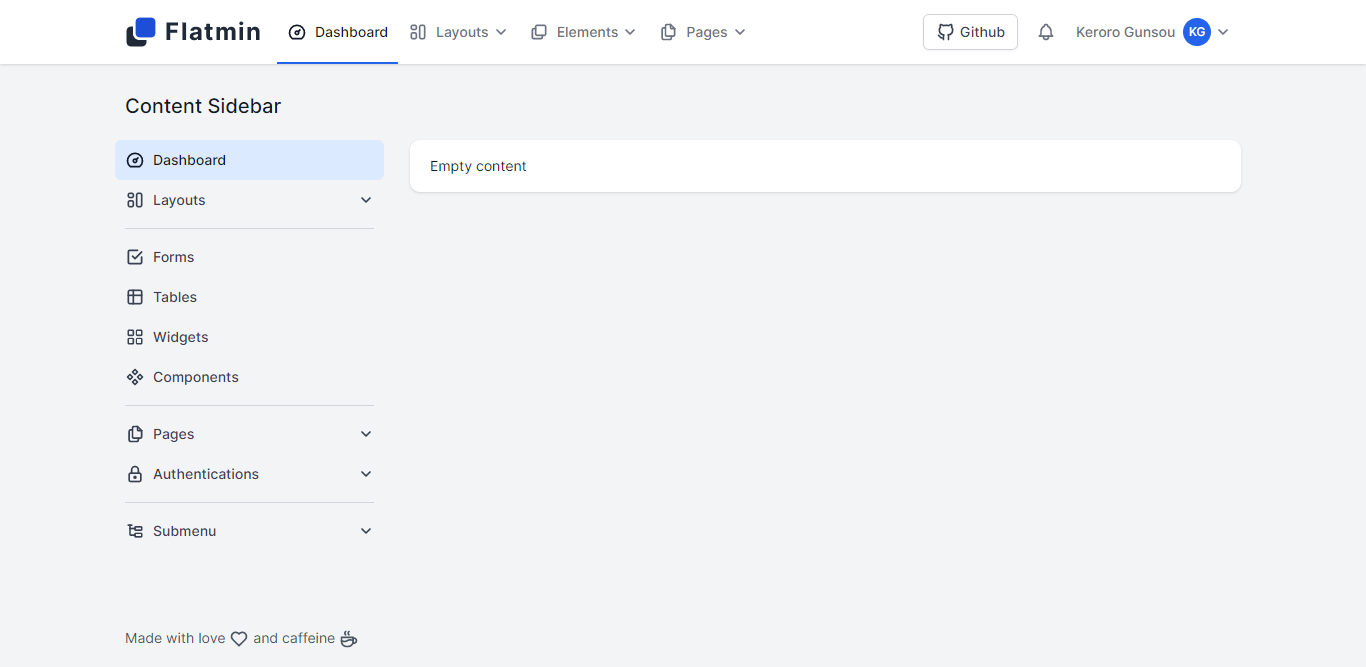 Flatmin Dashboard Layouts Elements Pages Github Keroro Gunsou KG
Content Sidebar
Dashboard
Empty content
Layouts
Forms
Tables
Widgets
Components
Pages
Authentications
Submenu
Made with love and caffeine